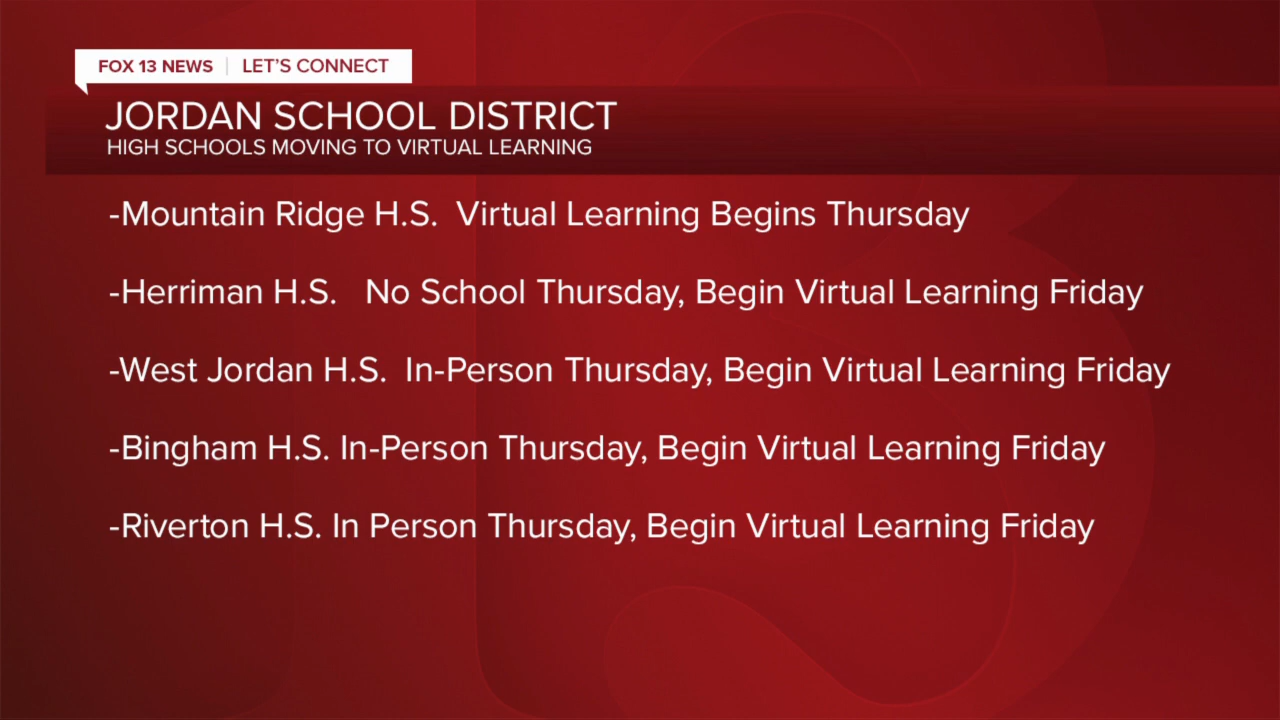 FOX 13 NEWS | LET'S CONNECT
JORDAN SCHOOL DISTRICT
HIGH SCHOOLS MOVING TO VIRTUAL LEARNING
-Mountain Ridge H.S.  Virtual Learning Begins Thursday
-Herriman H.S.   No School Thursday, Begin Virtual Learning Friday
-West Jordan H.S.  In-Person Thursday, Begin Virtual Learning Friday
-Bingham H.S. In-Person Thursday, Begin Virtual Learning Friday
-Riverton H.S. In Person Thursday, Begin Virtual Learning Friday